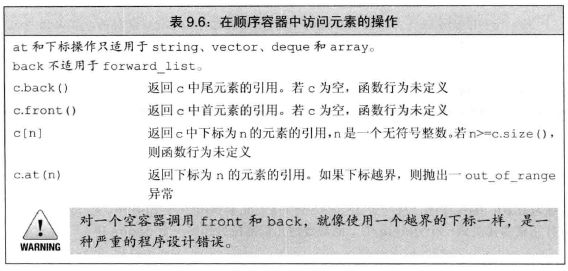 表 9.6：在顺序容器中访问元素的操作
at 和下标操作只适用于 string、vector、deque 和 array。
back 不适用于 forward_list。
c.back() 返回 c 中尾元素的引用。若 c 为空，函数行为未定义
c.front() 返回 c 中首元素的引用。若 c 为空，函数行为未定义
c[n] 返回 c 中下标为 n 的元素的引用，n 是一个无符号整数。若 n>=c.size()，
则函数行为未定义
c.at(n) 返回下标为 n 的元素的引用。如果下标越界，则抛出一 out_of_range
异常
对一个空容器调用 front 和 back，就像使用一个越界的下标一样，是一
种严重的程序设计错误。
WARNING